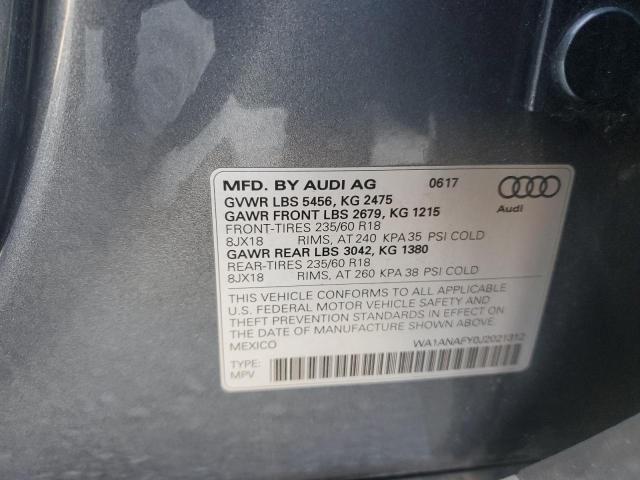 MFD. BY AUDI AG 0617
GVWR LBS 5456, KG 2475
GAWR FRONT LBS 2679, KG 1215
FRONT-TIRES 235/60 R18
8JX18 RIMS, AT 240 KPA 35 PSI COLD
GAWR REAR LBS 3042, KG 1380
REAR-TIRES 235/60 R18
8JX18 RIMS, AT 260 KPA 38 PSI COLD
Audi
THIS VEHICLE CONFORMS TO ALL APPLICABLE
U.S. FEDERAL MOTOR VEHICLE SAFETY AND
THEFT PREVENTION STANDARDS IN EFFECT ON
THE DATE OF MANUFACTURE SHOWN ABOVE.
MEXICO WA1ANAFY0J2021312
TYPE:
MPV